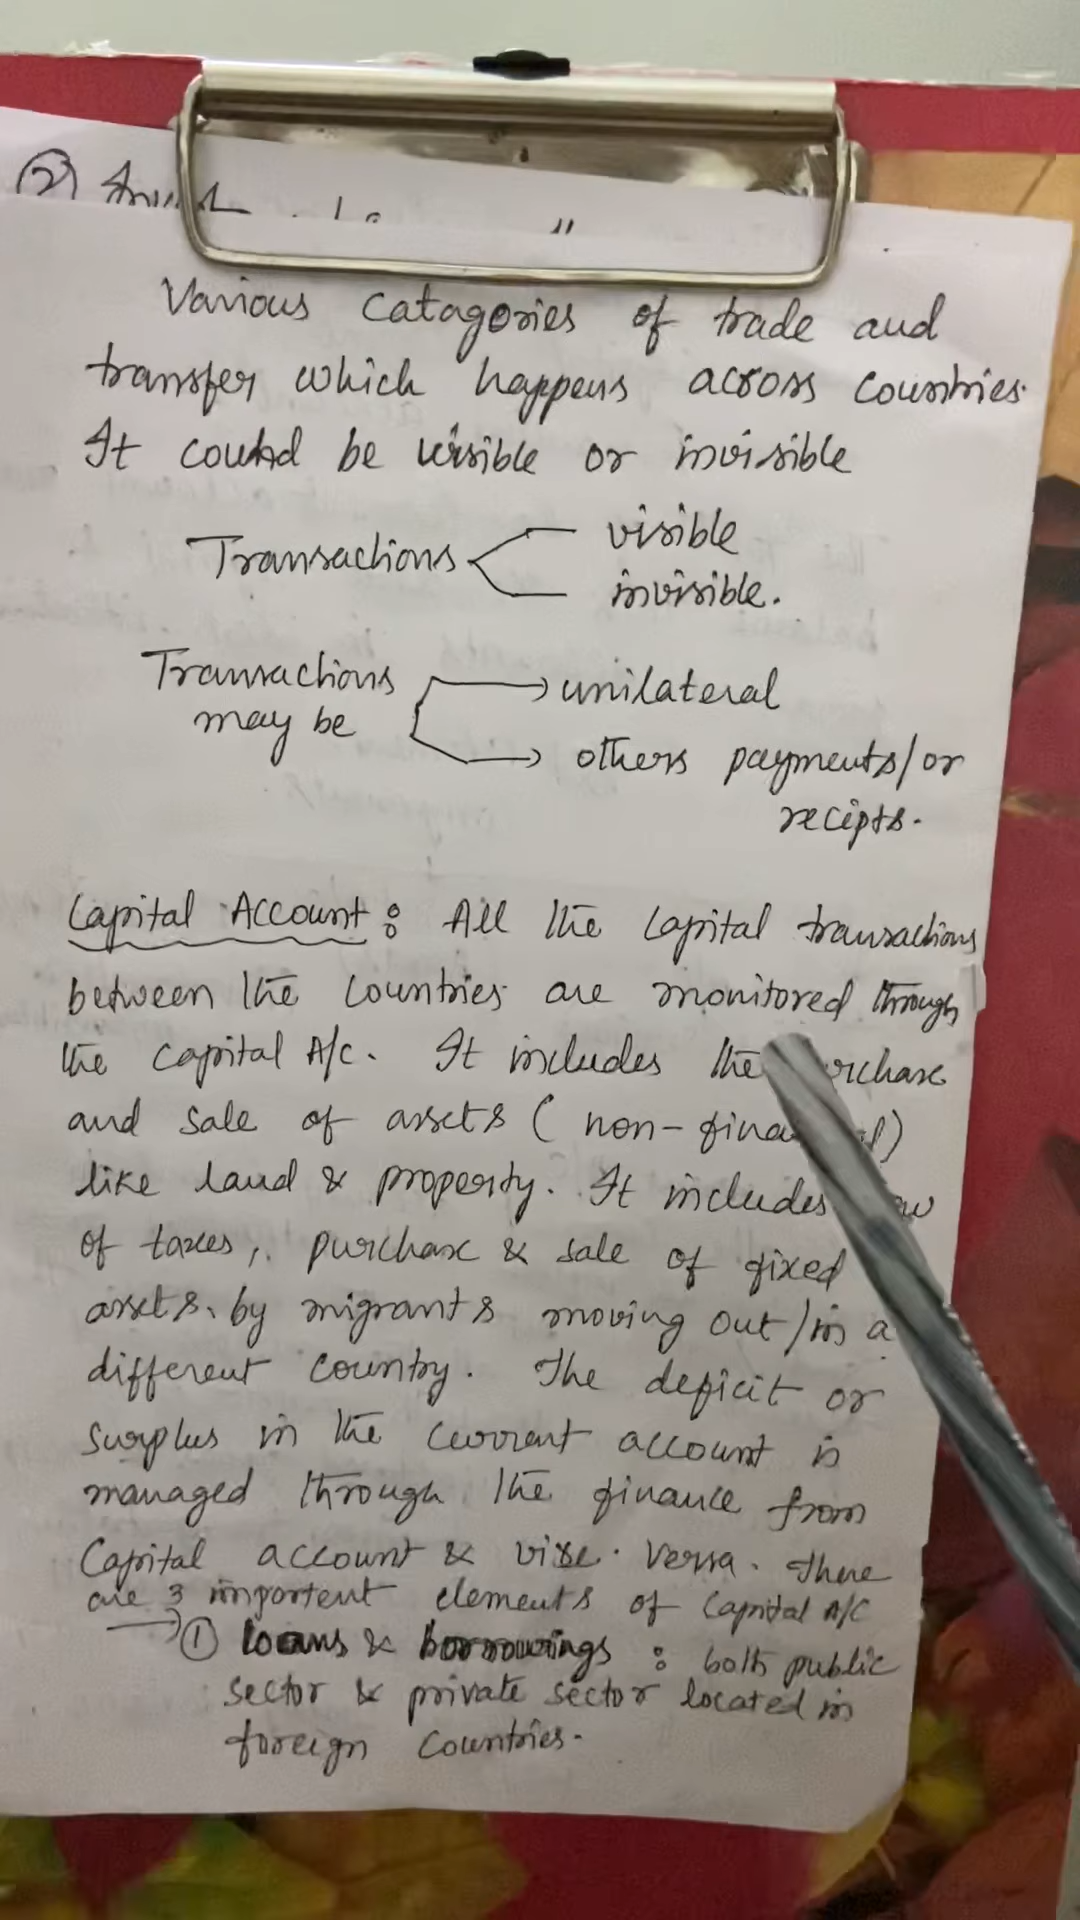 (2)
Various catagories of trade and
transfer which happens across countries.
It could be visible or invisible
Transactions visible
invisible.
Transactions → unilateral
may be → others payments/or
recipts.
Capital Account : All the capital transactions
between the countries are monitored through
the capital A/c. It includes the
and sale of assets (non-
like land & property. It includes
of taxes, purchase & sale of fixed
assets by migrants moving out/in a
different country. The deficit or
surplus in the current account is
managed through the finance from
Capital account & vise. versa. There
are 3 importent elements of Capital A/C
→ ① loans & borrowings : both public
sector & private sector located in
foreign countries.